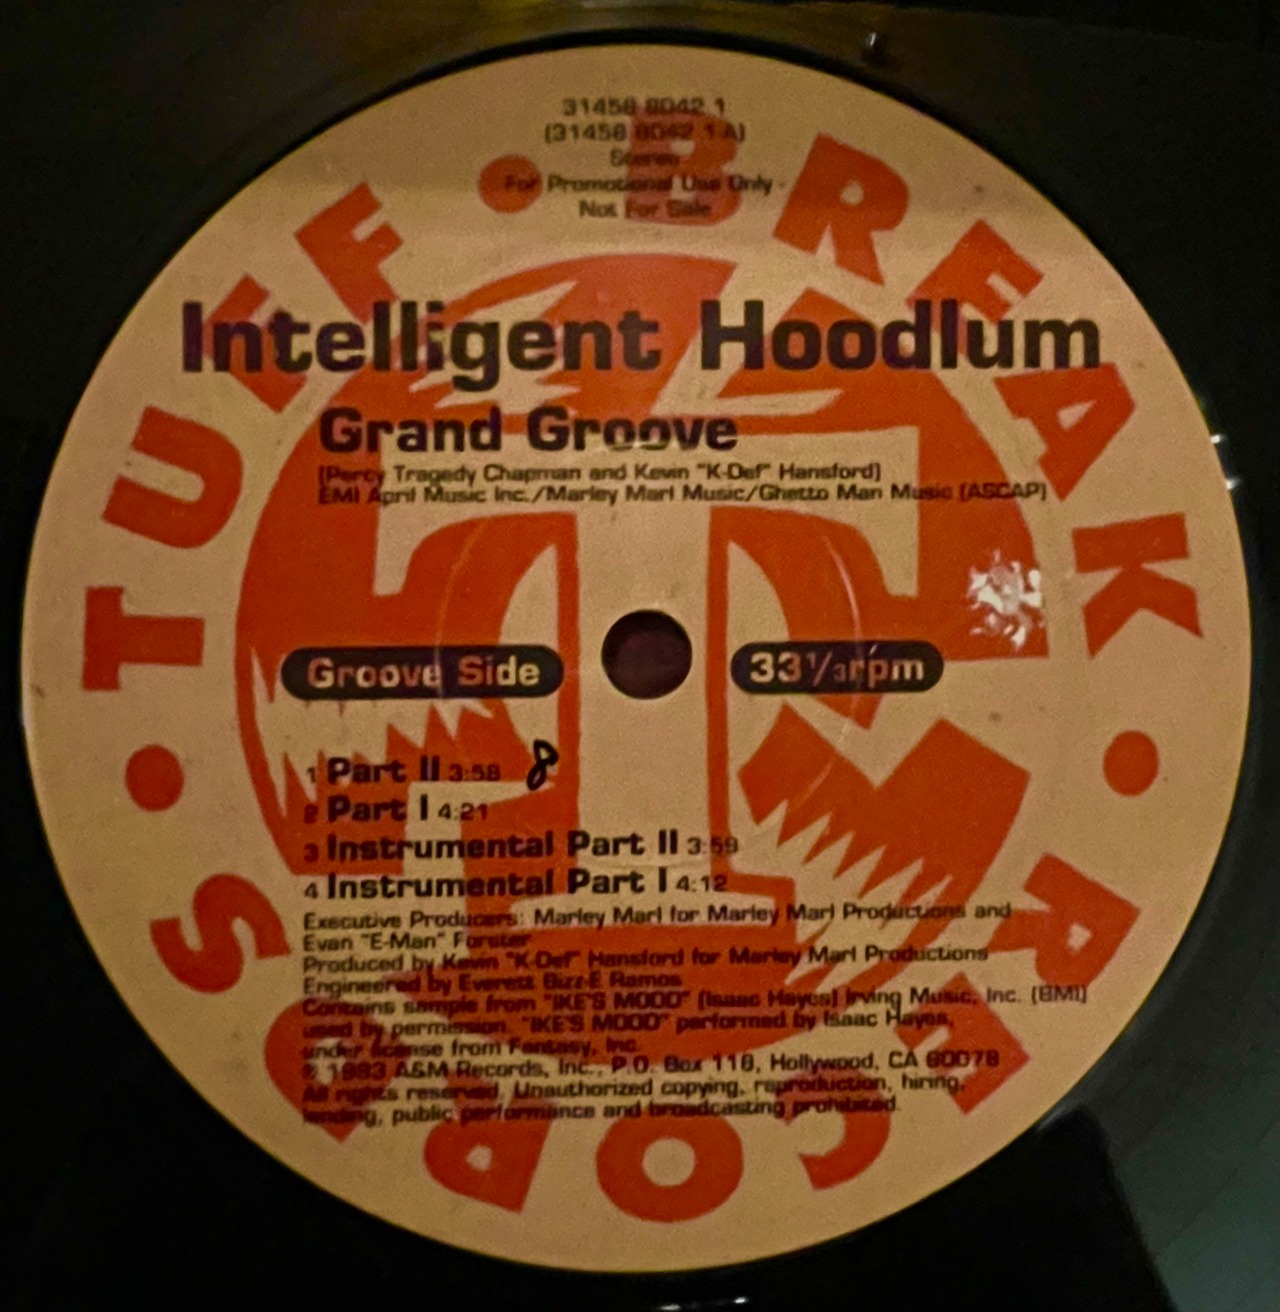 TUFF • BREAK • RECORDS •
31458 8042 1
(31458 8042 1 A)
Stereo
For Promotional Use Only -
Not For Sale
Intelligent Hoodlum
Grand Groove
(Percy Tragedy Chapman and Kevin "K-Def" Hansford)
EMI April Music Inc./Marley Marl Music/Ghetto Man Music (ASCAP)
Groove Side
33⅓rpm
1 Part II 3:58 8
2 Part I 4:21
3 Instrumental Part II 3:59
4 Instrumental Part I 4:12
Executive Producers: Marley Marl for Marley Marl Productions and
Evan "E-Man" Forster
Produced by Kevin "K-Def" Hansford for Marley Marl Productions
Engineered by Everett Bizz-E Ramos
Contains sample from "IKE'S MOOD" (Isaac Hayes) Irving Music, Inc. (BMI)
used by permission. "IKE'S MOOD" performed by Isaac Hayes,
under license from Fantasy, Inc.
℗ 1993 A&M Records, Inc., P.O. Box 118, Hollywood, CA 90078
All rights reserved. Unauthorized copying, reproduction, hiring,
lending, public performance and broadcasting prohibited.